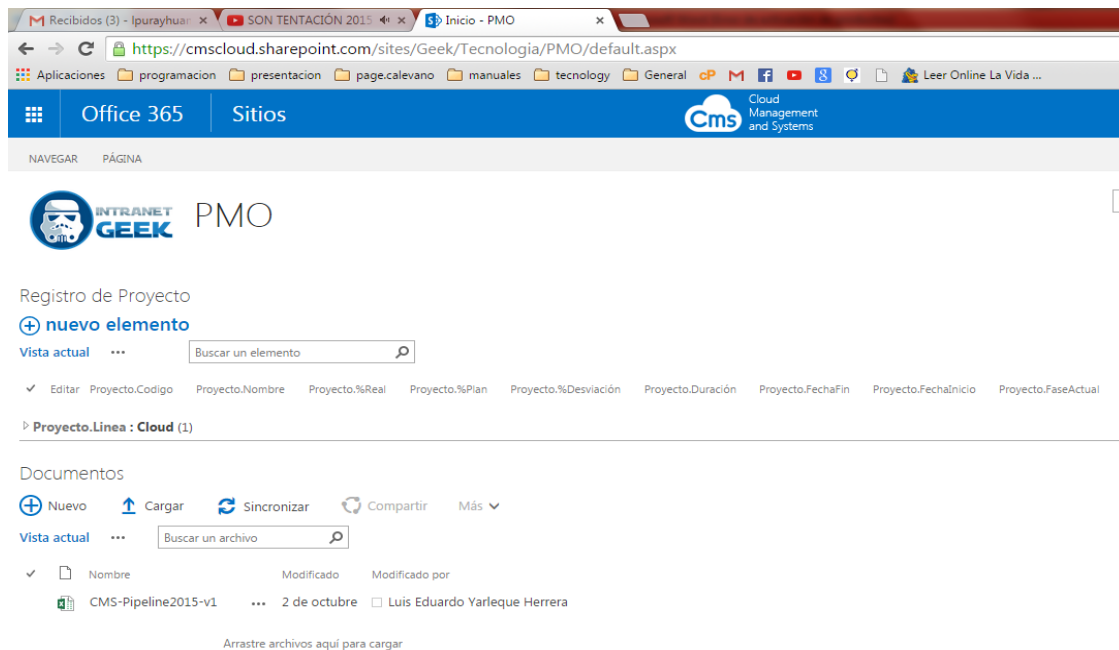 Recibidos (3) - lpurayhuan
SON TENTACIÓN 2015
Inicio - PMO
https://cmscloud.sharepoint.com/sites/Geek/Tecnologia/PMO/default.aspx
Aplicaciones programacion presentacion page.calevano manuales tecnology General cP Leer Online La Vida ...
Office 365 Sitios
Cms Cloud
Management
and Systems
NAVEGAR PÁGINA
INTRANET
GEEK
PMO
Registro de Proyecto
nuevo elemento
Vista actual ... Buscar un elemento
Editar Proyecto.Codigo Proyecto.Nombre Proyecto.%Real Proyecto.%Plan Proyecto.%Desviación Proyecto.Duración Proyecto.FechaFin Proyecto.FechaInicio Proyecto.FaseActual
Proyecto.Linea : Cloud (1)
Documentos
Nuevo Cargar Sincronizar Compartir Más
Vista actual ... Buscar un archivo
Nombre Modificado Modificado por
CMS-Pipeline2015-v1 ... 2 de octubre Luis Eduardo Yarleque Herrera
Arrastre archivos aquí para cargar